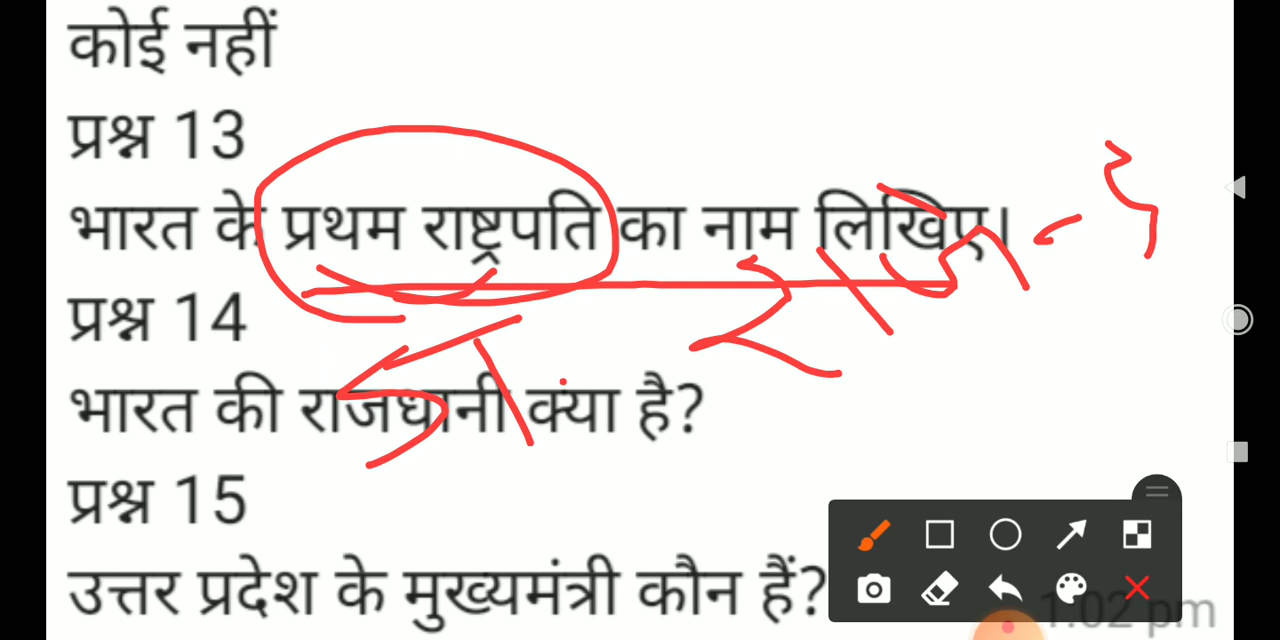 कोई नहीं
प्रश्न 13
भारत के प्रथम राष्ट्रपति का नाम लिखिए।
प्रश्न 14
भारत की राजधानी क्या है?
प्रश्न 15
उत्तर प्रदेश के मुख्यमंत्री कौन हैं?
1:02 pm